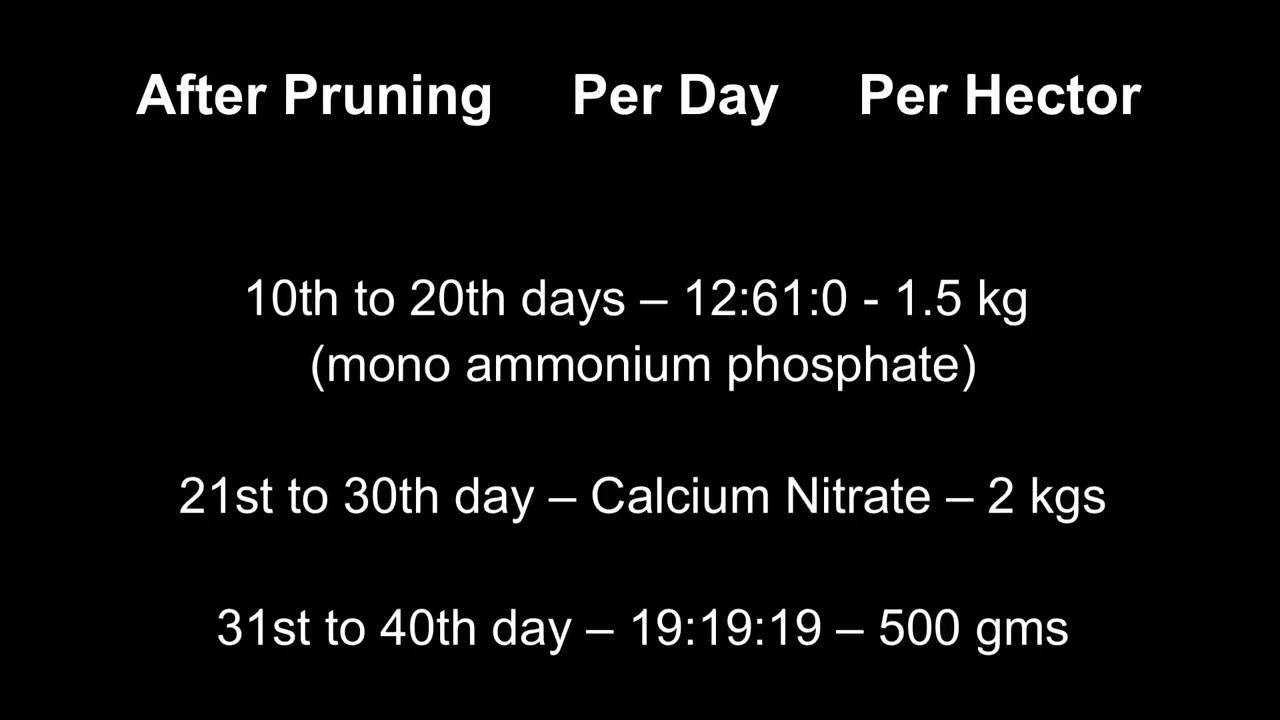 After Pruning Per Day Per Hector
10th to 20th days – 12:61:0 - 1.5 kg
(mono ammonium phosphate)
21st to 30th day – Calcium Nitrate – 2 kgs
31st to 40th day – 19:19:19 – 500 gms